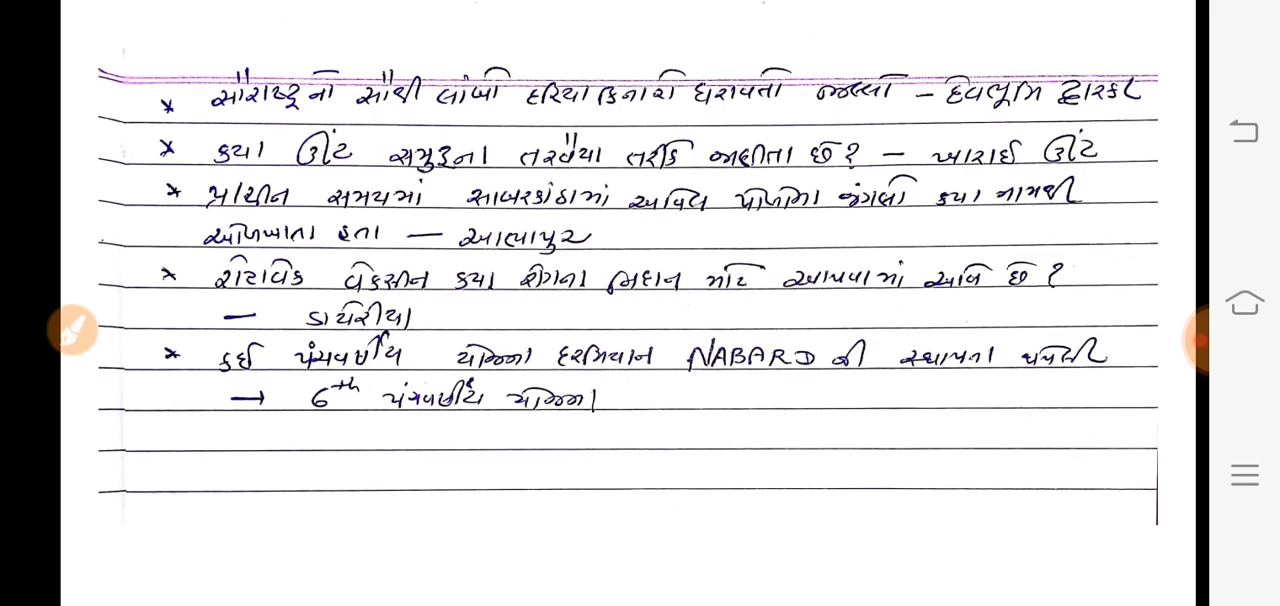 * સૌરાષ્ટ્રનો સૌથી લાંબો દરિયા કિનારો ધરાવતો જિલ્લો – દેવભૂમિ દ્વારકા
* કયા ઊંટ સમુદ્રના તરવૈયા તરીકે જાણીતા છે? – ખારાઈ ઊંટ
* પ્રાચીન સમયમાં સાબરકાંઠામાં આવેલ પોળોના જંગલો કયા નામથી
ઓળખાતા હતા – આભાપુર
* રોટાવેક વેકસીન કયા રોગના નિદાન માટે આપવામાં આવે છે?
– ડાયેરીયા
* કઈ પંચવર્ષીય યોજના દરમિયાન NABARD ની સ્થાપના થયેલી
→ 6th પંચવર્ષીય યોજના